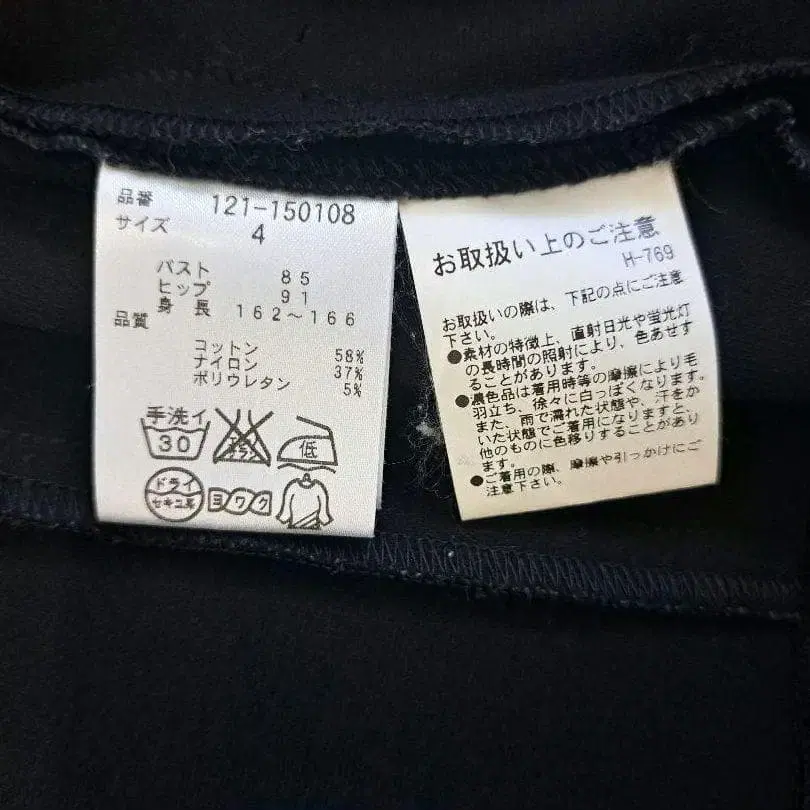 品番 121-150108
サイズ 4
バスト 85
ヒップ 91
身長 162~166
品質
コットン 58%
ナイロン 37%
ポリウレタン 5%
手洗イ
30
エンソ
サラシ
低
ドライ
セキユ系
ヨワク
お取扱い上のご注意
H-769
お取扱いの際は、下記の点にご注意
下さい。
●素材の特徴上、直射日光や蛍光灯
の長時間の照射により、色あせす
ることがあります。
●濃色品は着用時等の摩擦により毛
羽立ち、徐々に白っぽくなります。
また、雨で濡れた状態や、汗をか
いた状態でご着用になりますと、
他のものに色移りすることがあり
ます。
●ご着用の際、摩擦や引っかけにご
注意下さい。